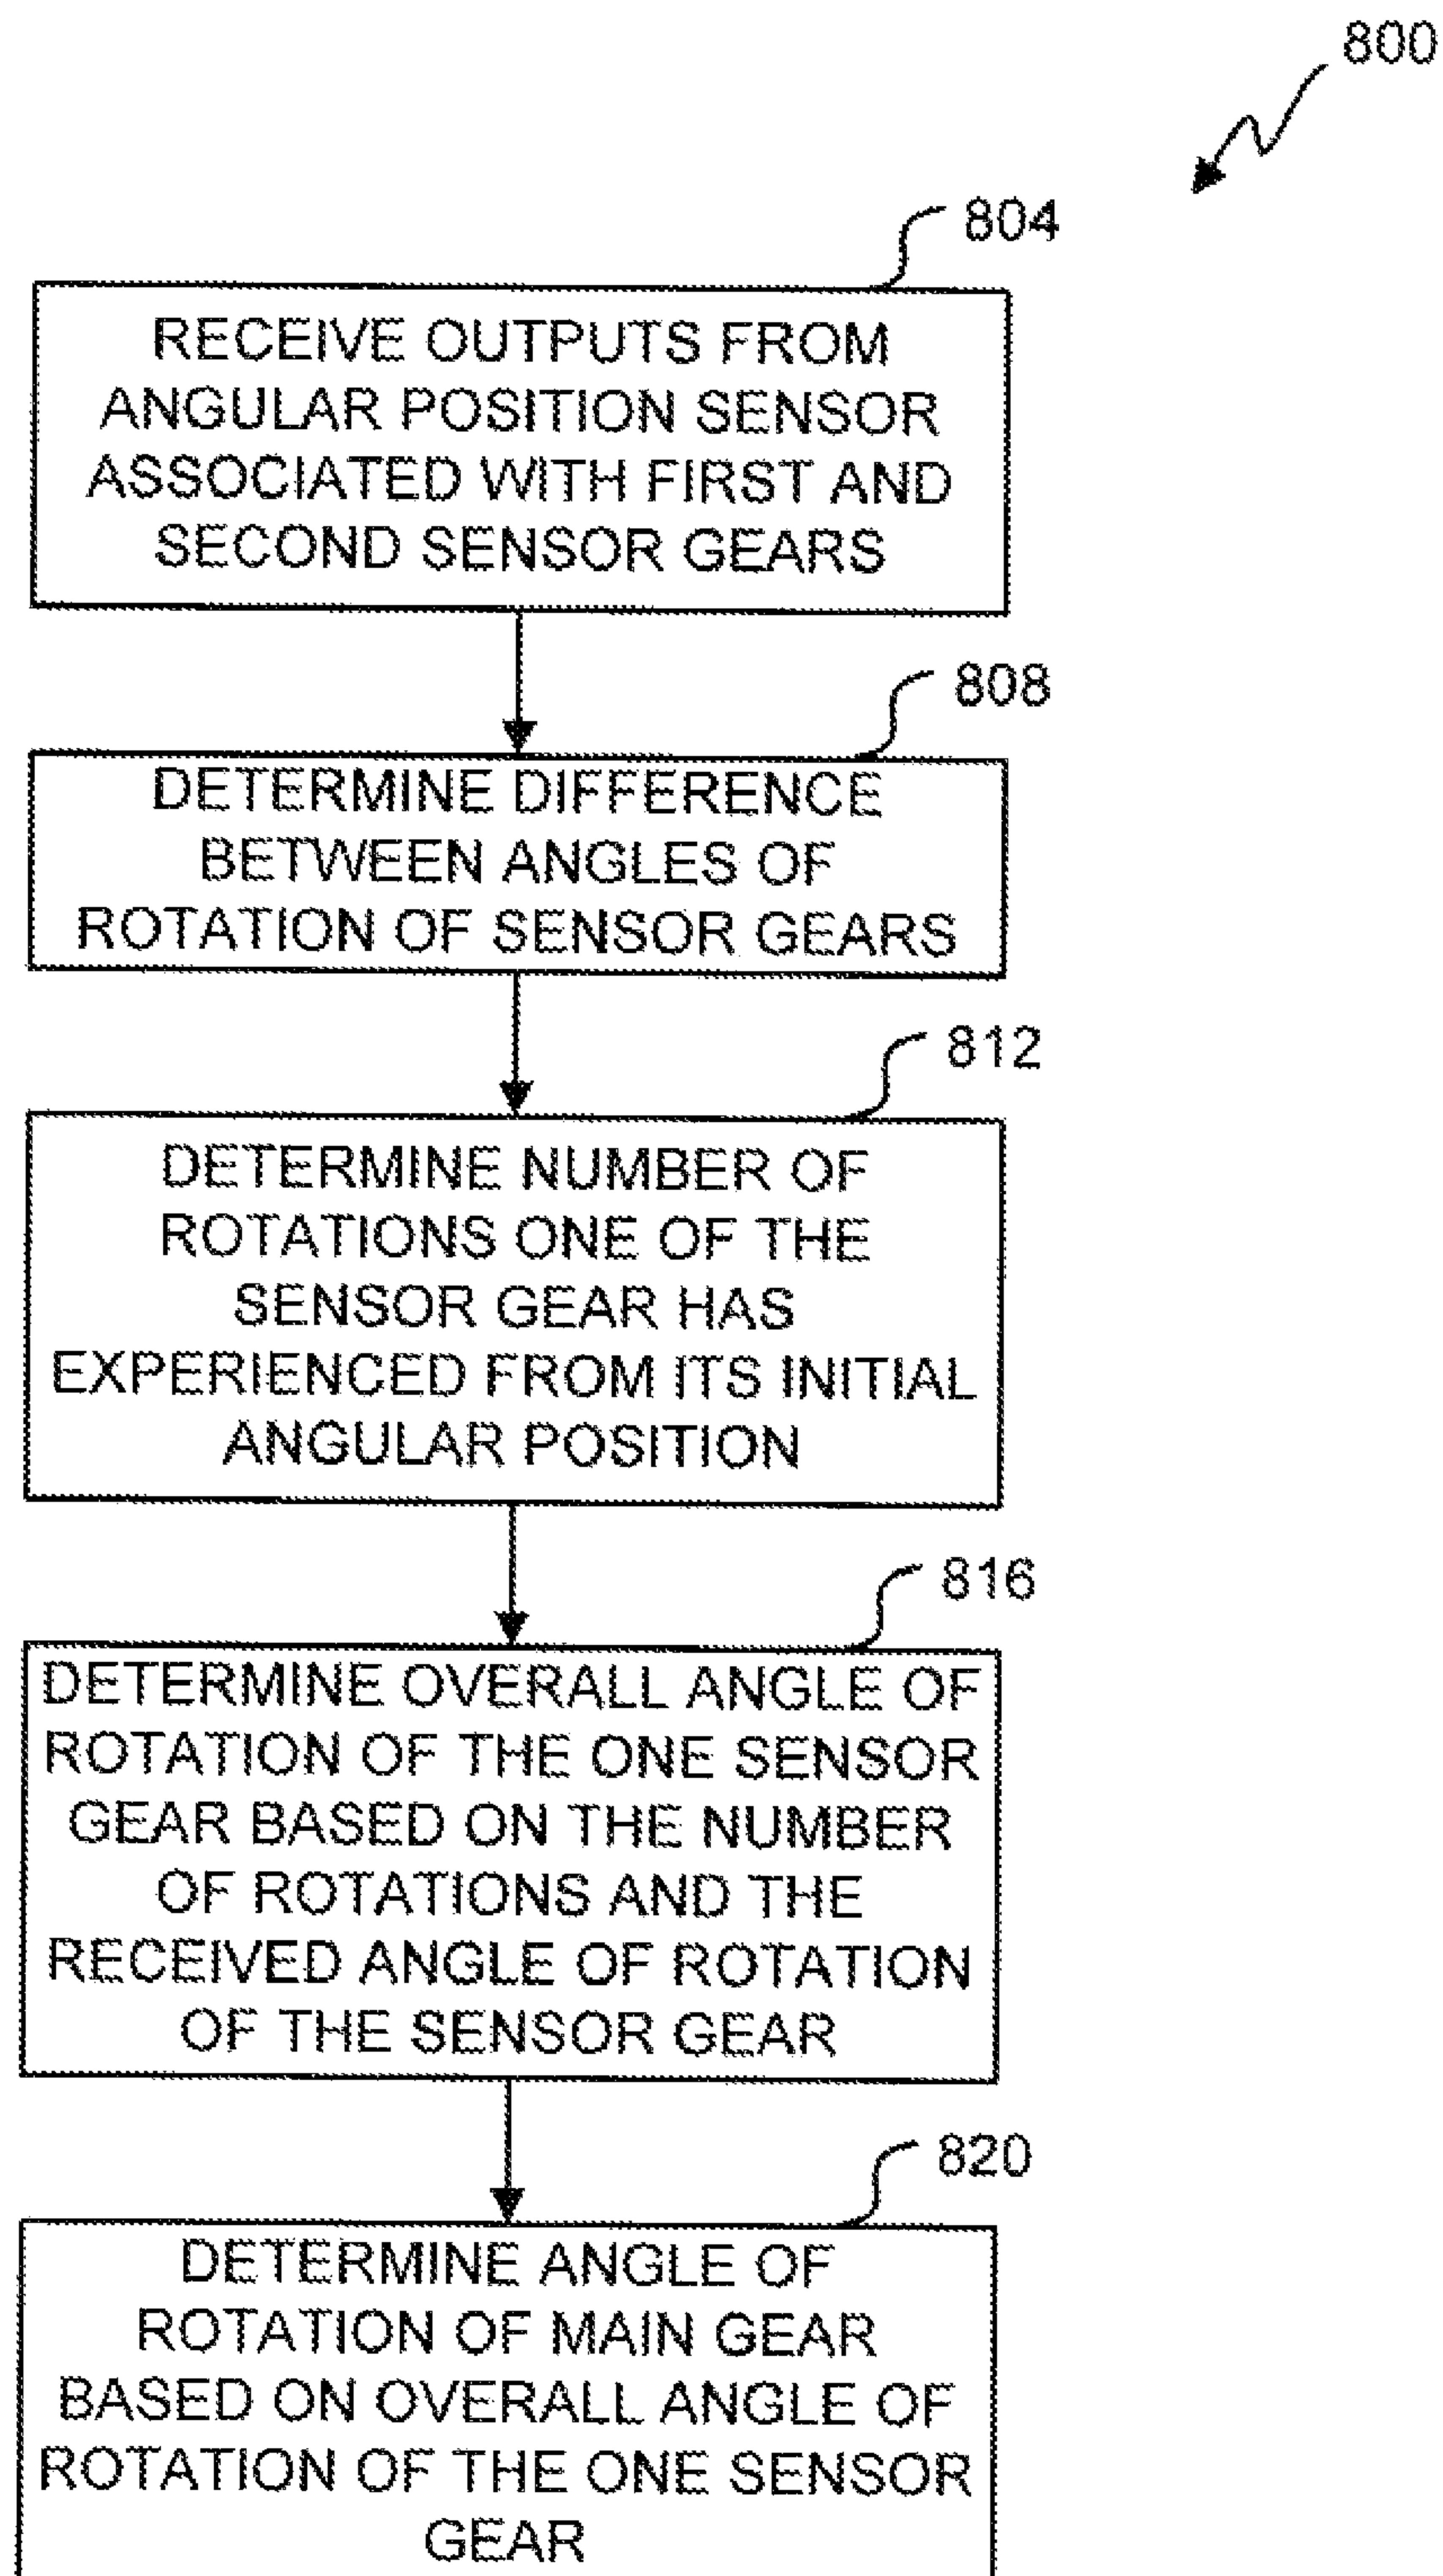 800
804
RECEIVE OUTPUTS FROM
ANGULAR POSITION SENSOR
ASSOCIATED WITH FIRST AND
SECOND SENSOR GEARS
808
DETERMINE DIFFERENCE
BETWEEN ANGLES OF
ROTATION OF SENSOR GEARS
812
DETERMINE NUMBER OF
ROTATIONS ONE OF THE
SENSOR GEAR HAS
EXPERIENCED FROM ITS INITIAL
ANGULAR POSITION
816
DETERMINE OVERALL ANGLE OF
ROTATION OF THE ONE SENSOR
GEAR BASED ON THE NUMBER
OF ROTATIONS AND THE
RECEIVED ANGLE OF ROTATION
OF THE SENSOR GEAR
820
DETERMINE ANGLE OF
ROTATION OF MAIN GEAR
BASED ON OVERALL ANGLE OF
ROTATION OF THE ONE SENSOR
GEAR